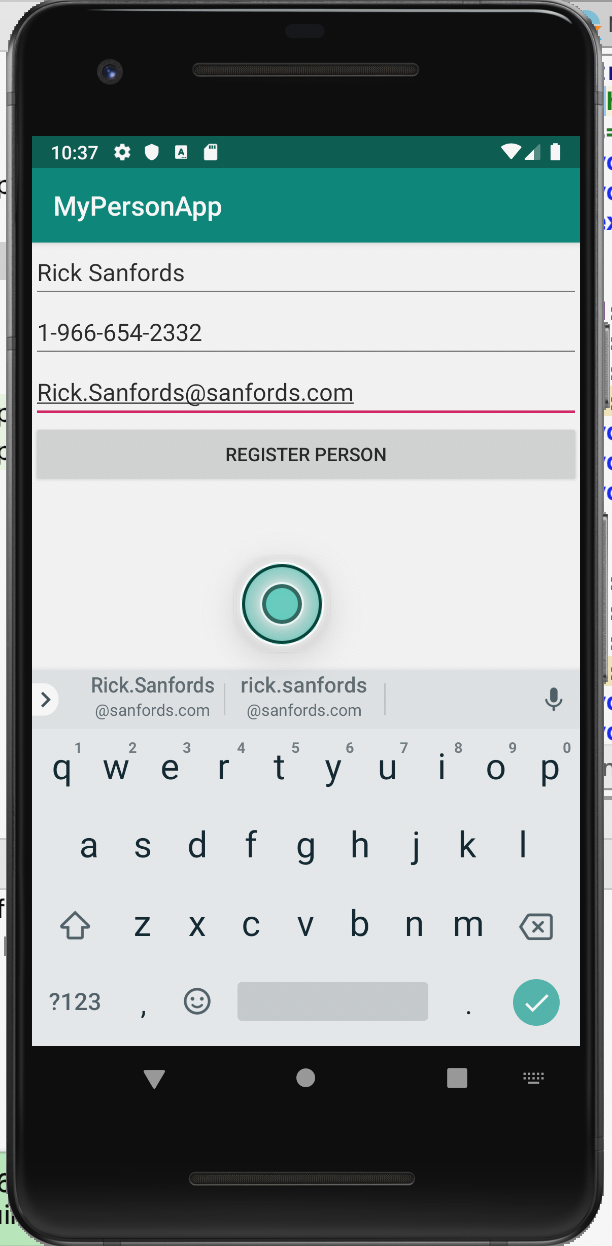 10:37
MyPersonApp
Rick Sanfords
1-966-654-2332
Rick.Sanfords@sanfords.com
REGISTER PERSON
Rick.Sanfords rick.sanfords
@sanfords.com @sanfords.com
1 2 3 4 5 6 7 8 9 0
q w e r t y u i o p
a s d f g h j k l
z x c v b n m
?123 , .